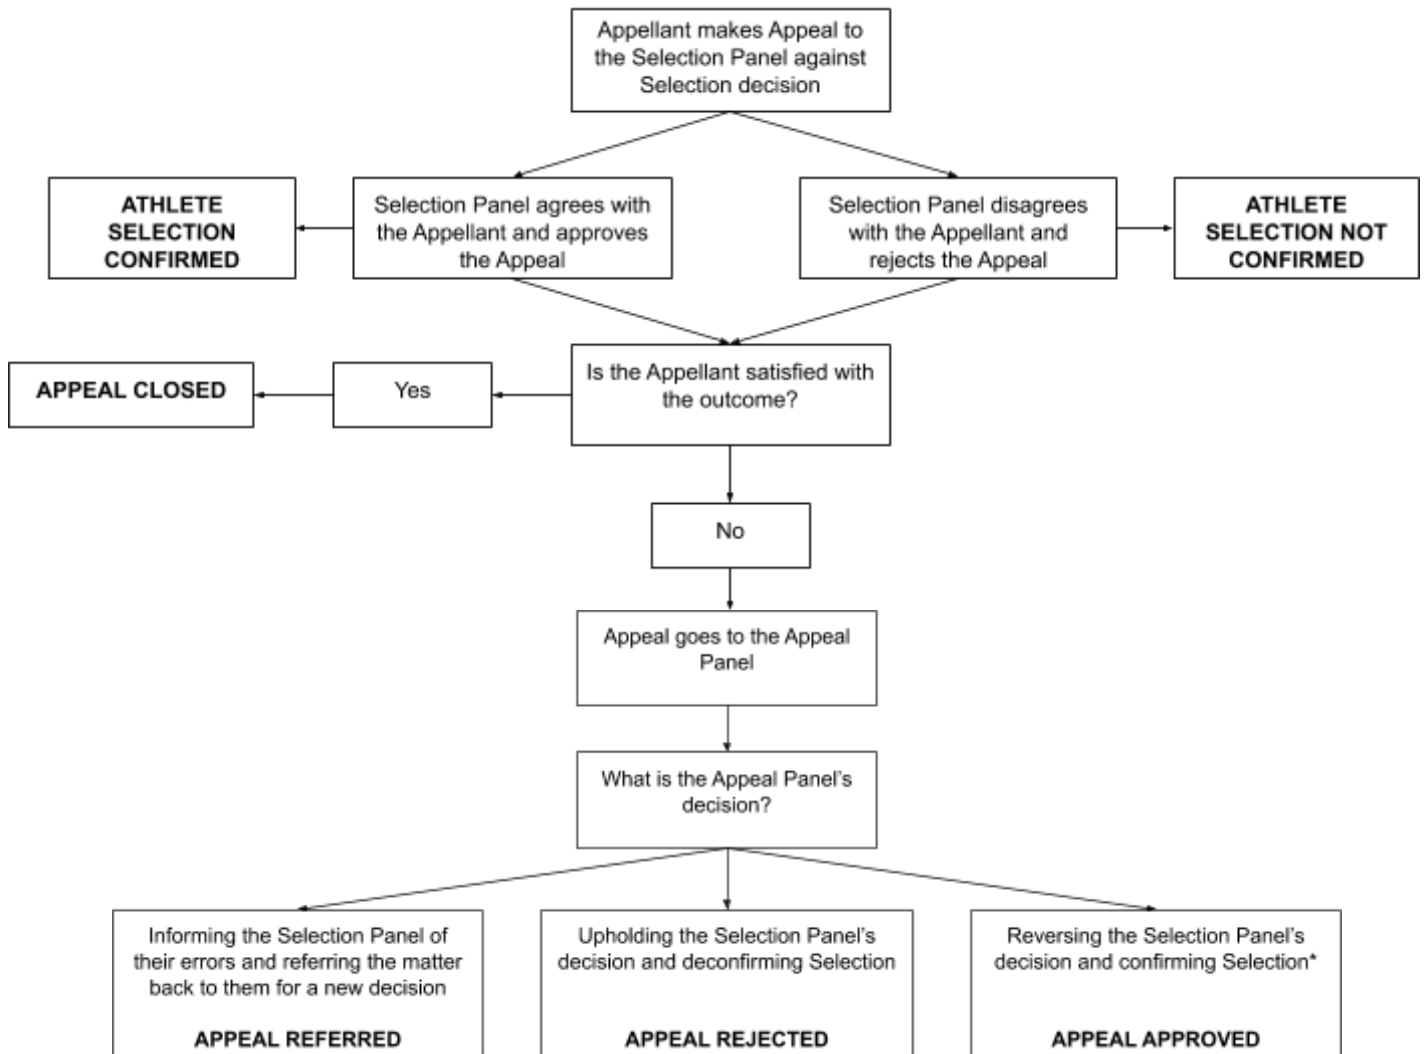 Appellant makes Appeal to
the Selection Panel against
Selection decision
ATHLETE
SELECTION
CONFIRMED
Selection Panel agrees with
the Appellant and approves
the Appeal
Selection Panel disagrees
with the Appellant and
rejects the Appeal
ATHLETE
SELECTION NOT
CONFIRMED
APPEAL CLOSED
Yes
Is the Appellant satisfied with
the outcome?
No
Appeal goes to the Appeal
Panel
What is the Appeal Panel's
decision?
Informing the Selection Panel of
their errors and referring the matter
back to them for a new decision
APPEAL REFERRED
Upholding the Selection Panel's
decision and deconfirming Selection
APPEAL REJECTED
Reversing the Selection Panel's
decision and confirming Selection*
APPEAL APPROVED